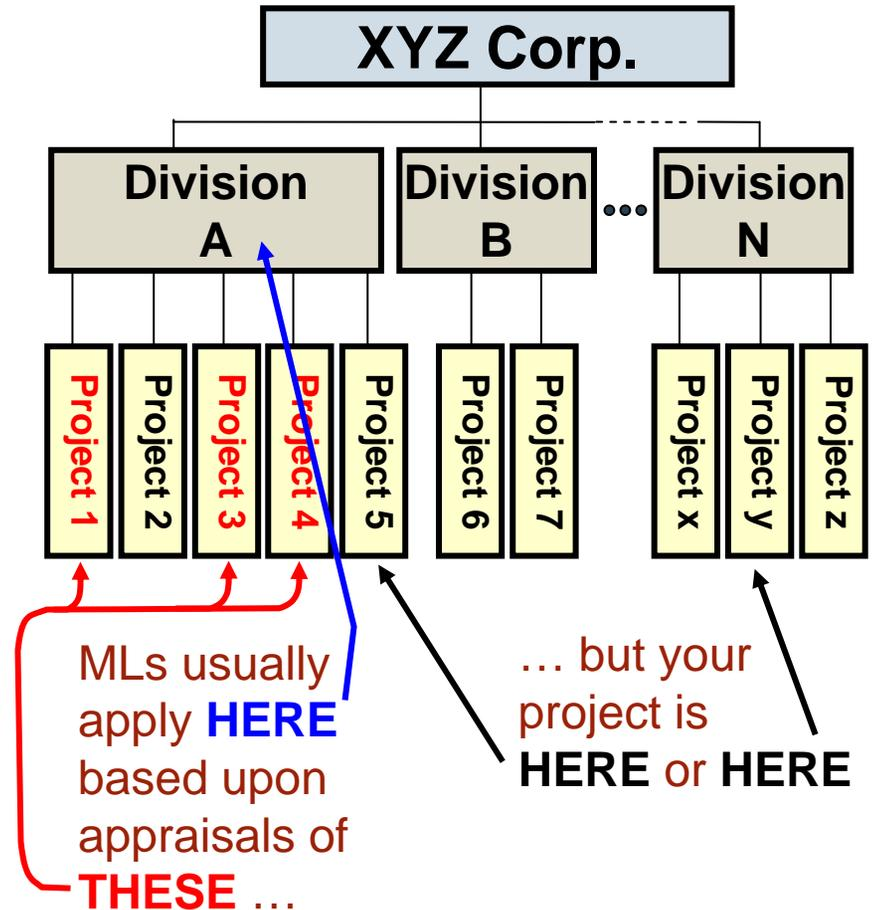 XYZ Corp.
Division
A
Division
B
Division
N
Project 1
Project 2
Project 3
Project 4
Project 5
Project 6
Project 7
Project x
Project y
Project z
MLs usually
apply HERE
based upon
appraisals of
THESE …
… but your
project is
HERE or HERE